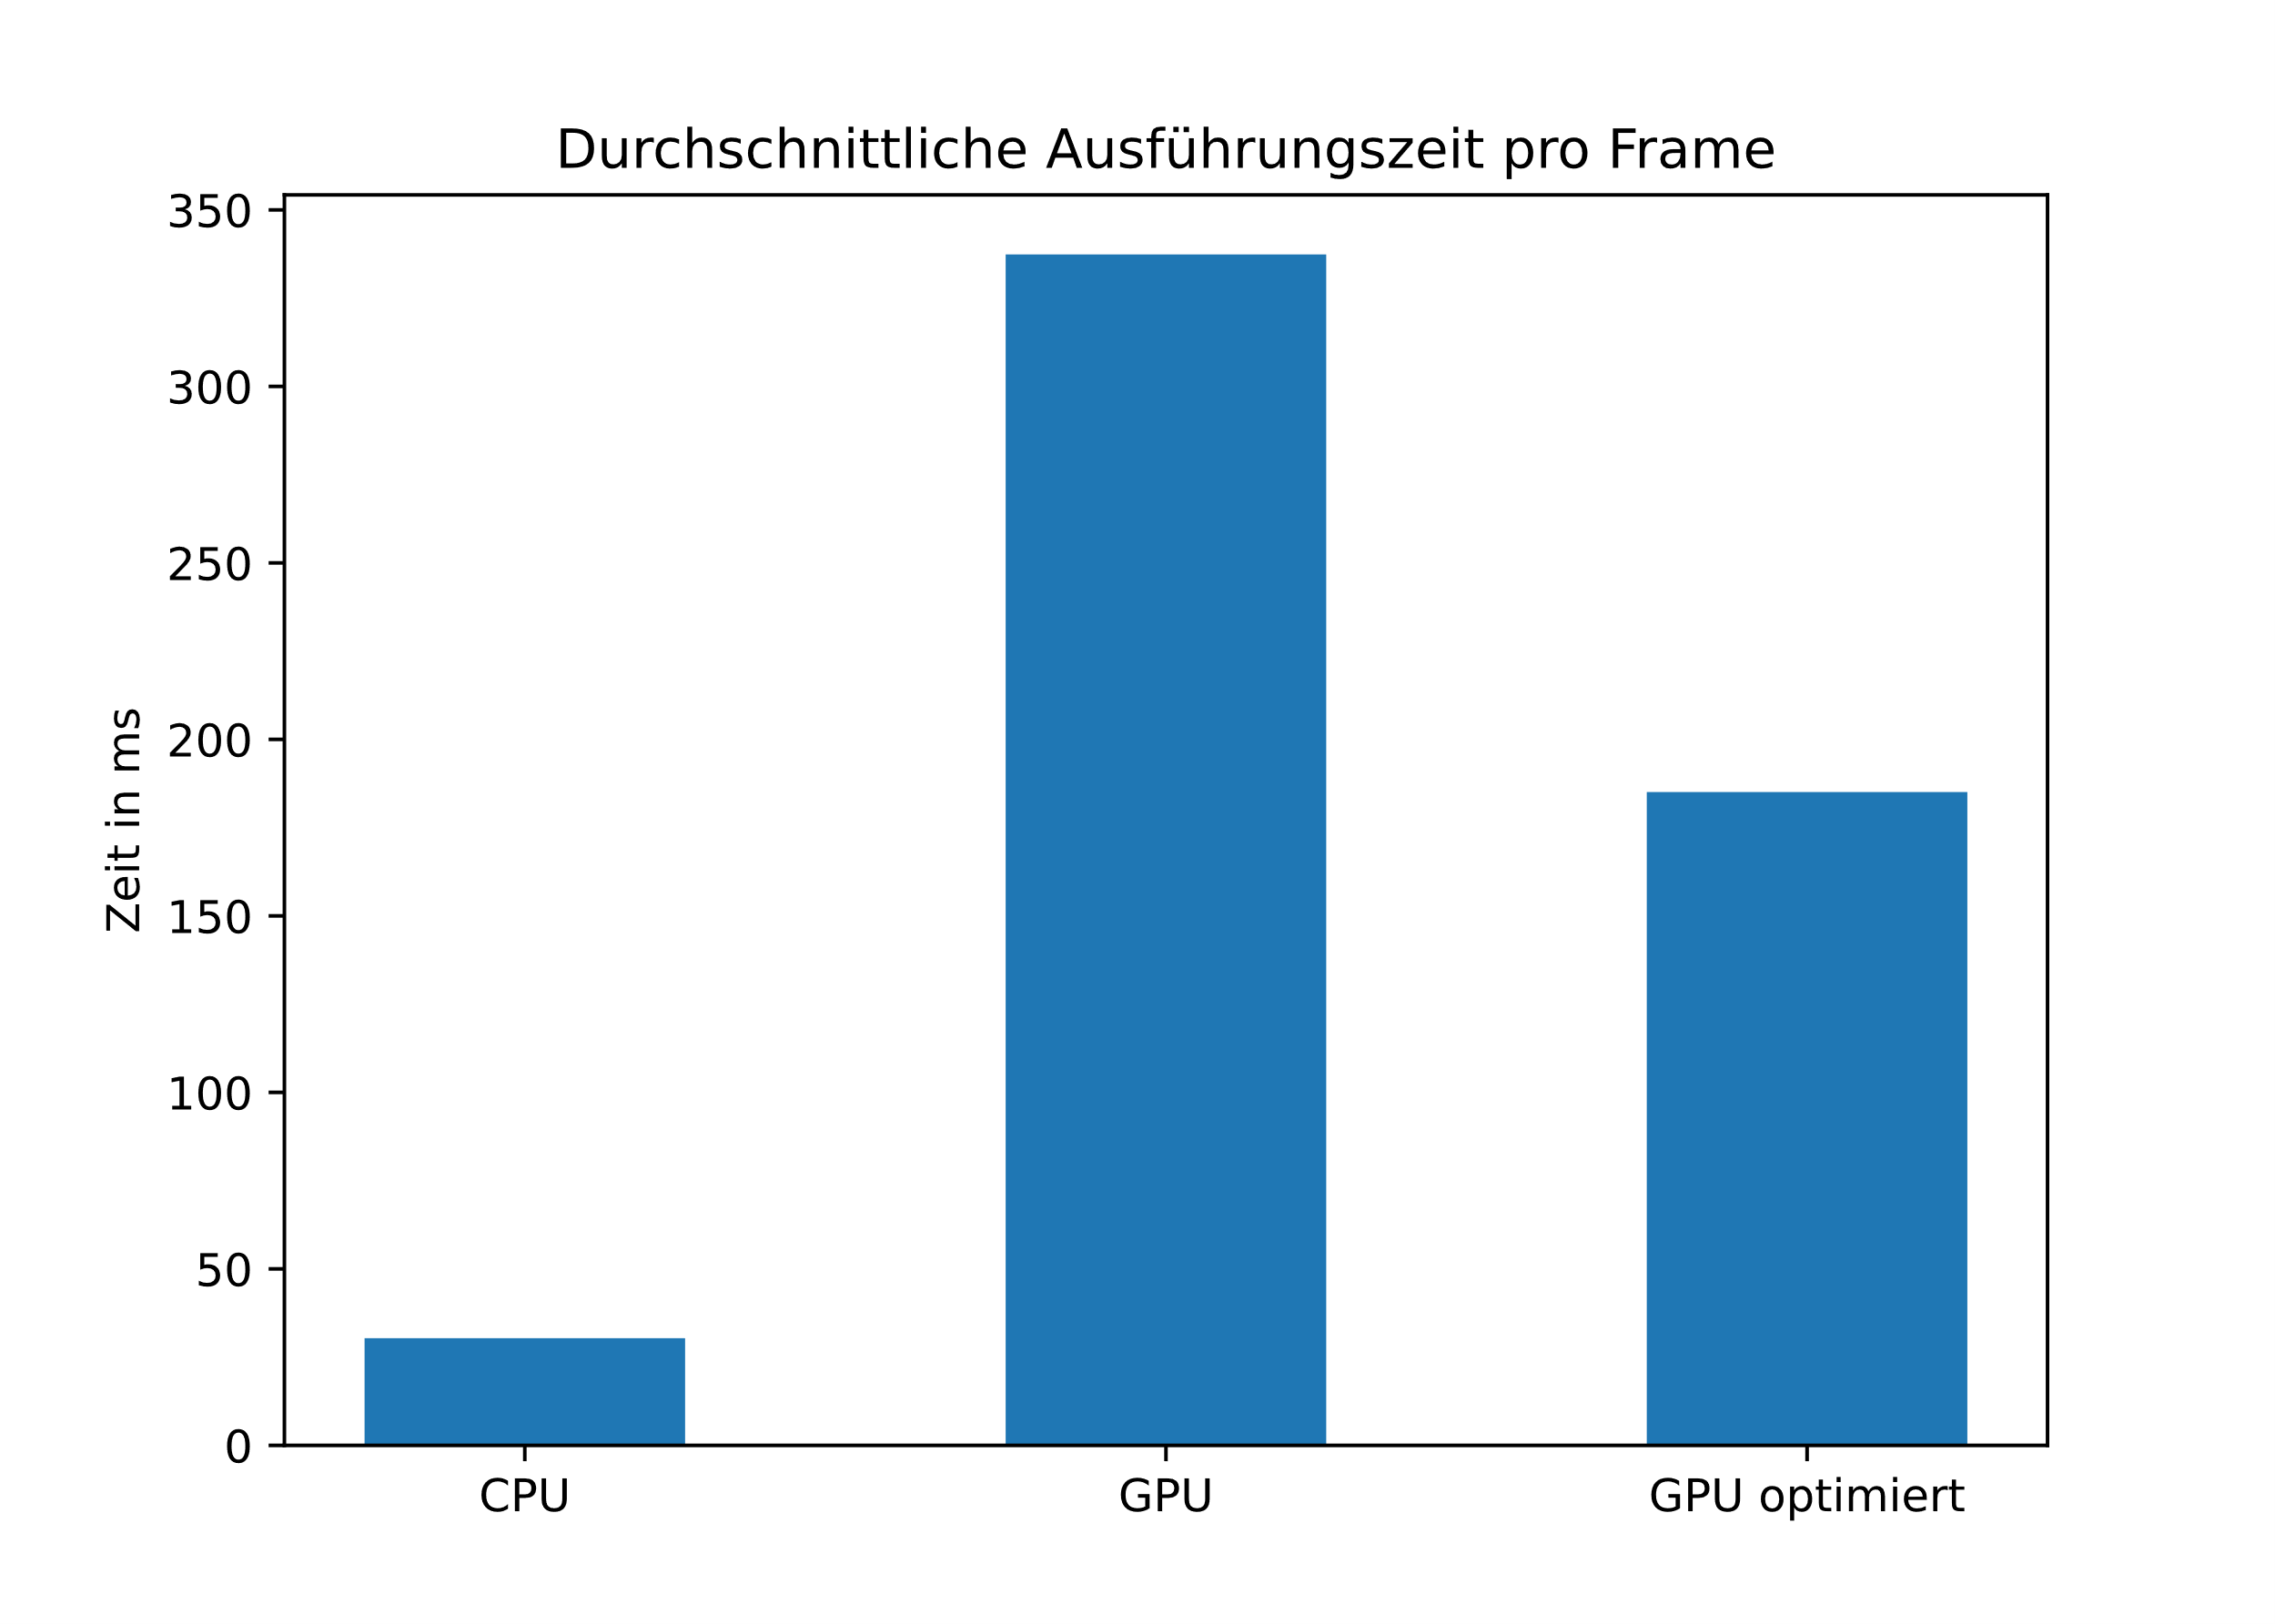 Durchschnittliche Ausführungszeit pro Frame
350
300
250
200
150
100
50
0
Zeit in ms
CPU
GPU
GPU optimiert